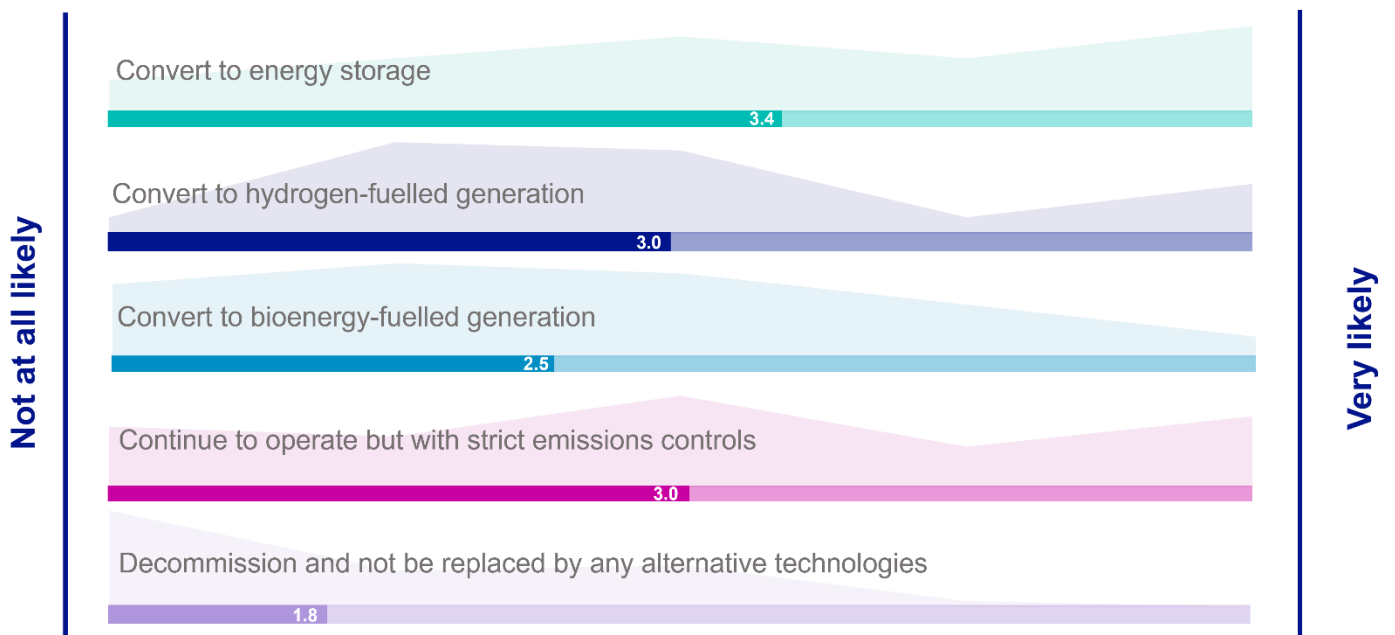 Not at all likely
Convert to energy storage
3.4
Convert to hydrogen-fuelled generation
3.0
Convert to bioenergy-fuelled generation
2.5
Continue to operate but with strict emissions controls
3.0
Decommission and not be replaced by any alternative technologies
1.8
Very likely